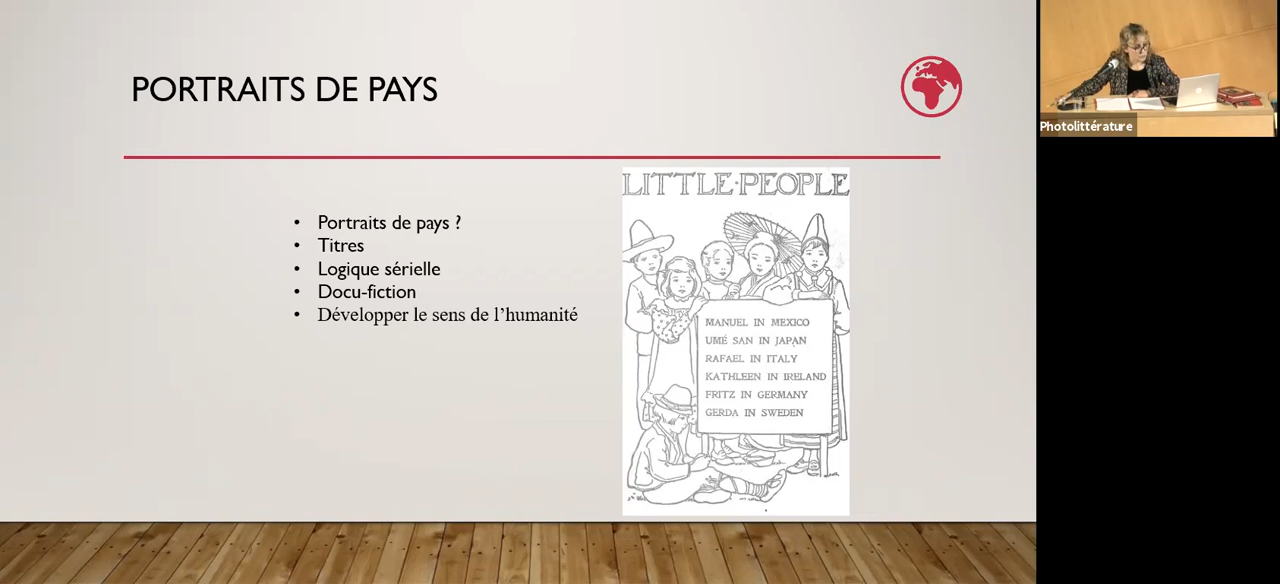 PORTRAITS DE PAYS
• Portraits de pays ?
• Titres
• Logique sérielle
• Docu-fiction
• Développer le sens de l’humanité
LITTLE·PEOPLE
MANUEL IN MEXICO
UMÉ SAN IN JAPAN
RAFAEL IN ITALY
KATHLEEN IN IRELAND
FRITZ IN GERMANY
GERDA IN SWEDEN
Photolittérature